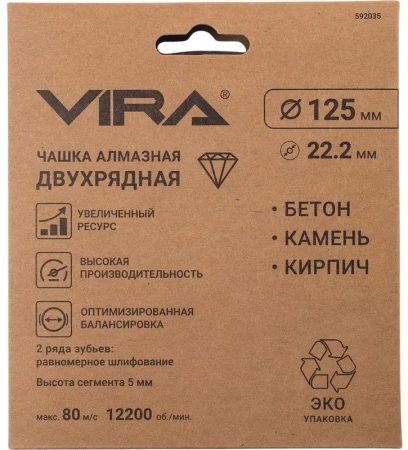 592035
VIRA®
Ø 125 мм
22.2 мм
ЧАШКА АЛМАЗНАЯ
ДВУХРЯДНАЯ
УВЕЛИЧЕННЫЙ
РЕСУРС
ВЫСОКАЯ
ПРОИЗВОДИТЕЛЬНОСТЬ
ОПТИМИЗИРОВАННАЯ
БАЛАНСИРОВКА
• БЕТОН
• КАМЕНЬ
• КИРПИЧ
2 ряда зубьев:
равномерное шлифование
Высота сегмента 5 мм
макс. 80 м/с 12200 об./мин.
ЭКО
УПАКОВКА